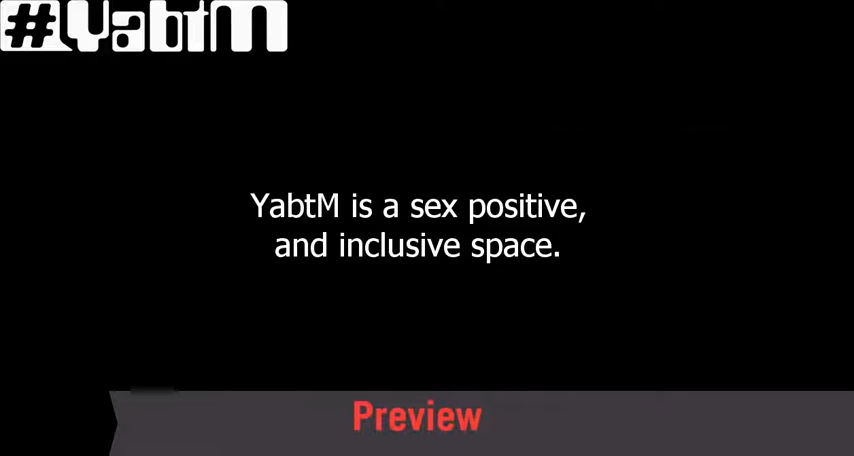 #YabtM
YabtM is a sex positive,
and inclusive space.
Preview